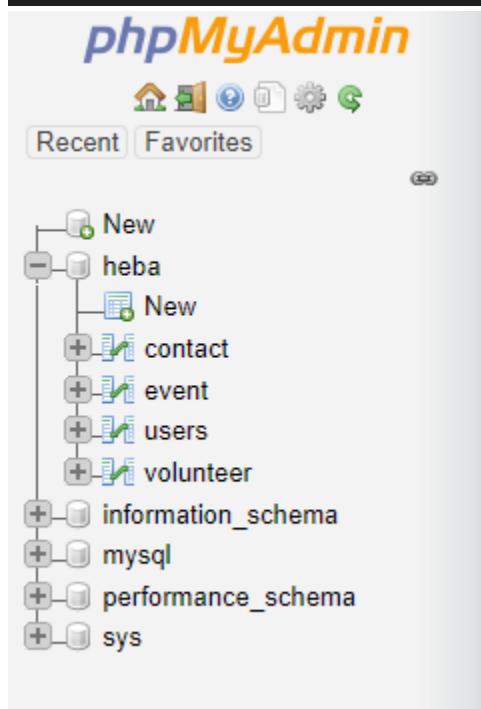 phpMyAdmin
Recent Favorites
New
heba
New
contact
event
users
volunteer
information_schema
mysql
performance_schema
sys